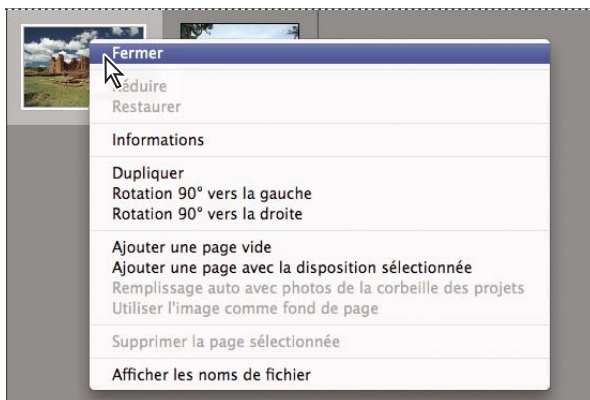 Fermer
Réduire
Restaurer
Informations
Dupliquer
Rotation 90° vers la gauche
Rotation 90° vers la droite
Ajouter une page vide
Ajouter une page avec la disposition sélectionnée
Remplissage auto avec photos de la corbeille des projets
Utiliser l'image comme fond de page
Supprimer la page sélectionnée
Afficher les noms de fichier